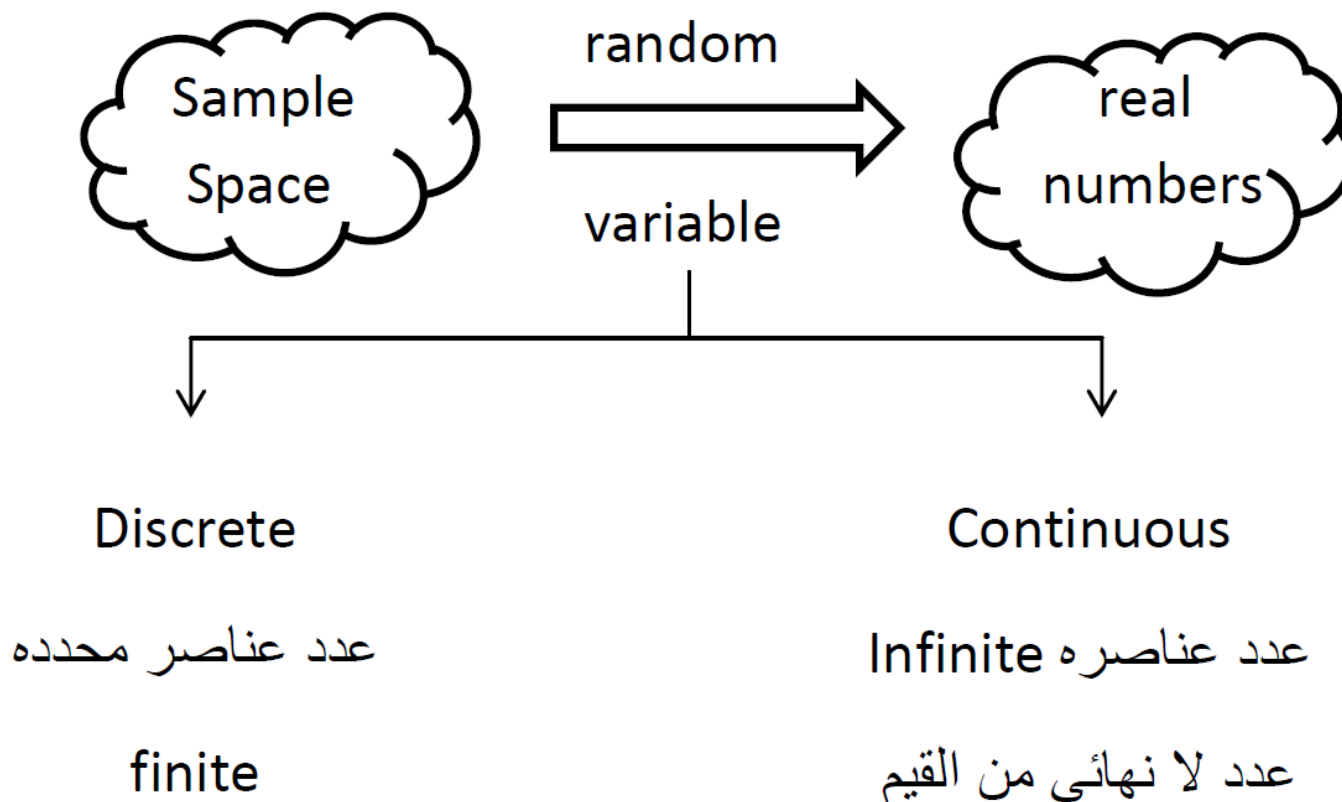 Sample
Space
random
variable
real
numbers
Discrete
عدد عناصر محدده
finite
Continuous
عدد عناصره Infinite
عدد لا نهائي من القيم